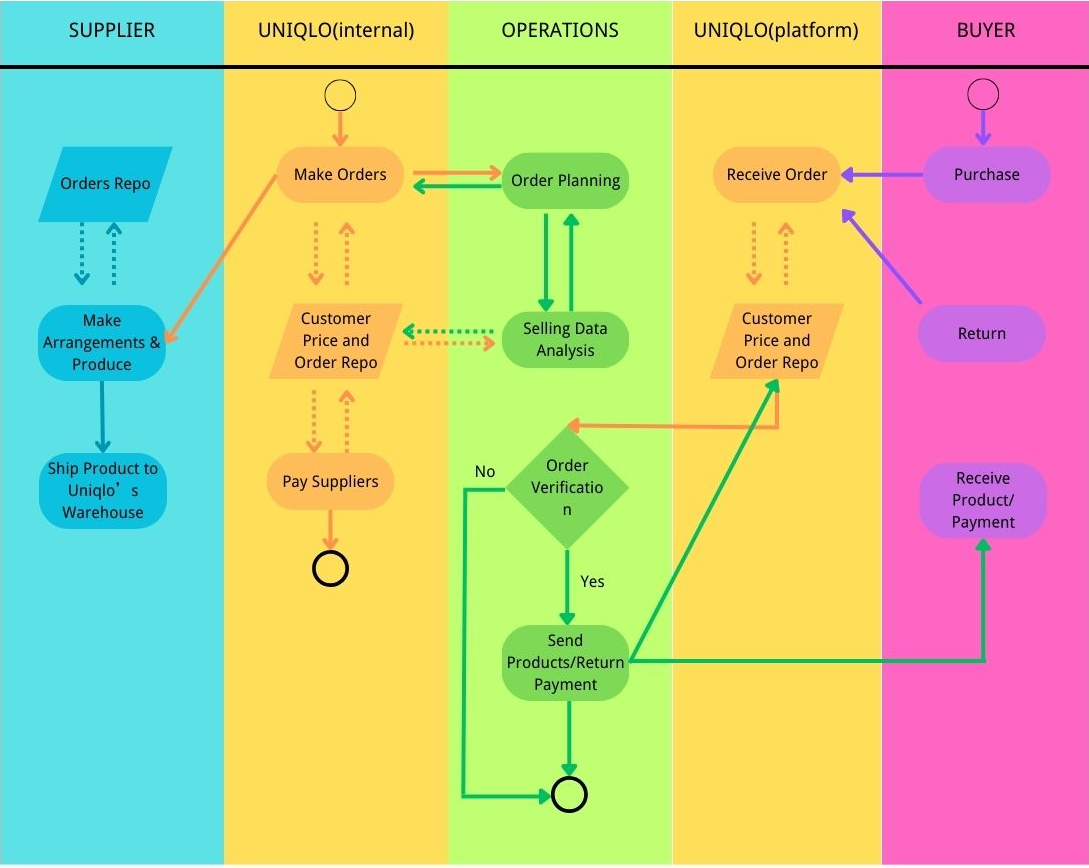 SUPPLIER
UNIQLO(internal)
OPERATIONS
UNIQLO(platform)
BUYER
Orders Repo
Make
Arrangements &
Produce
Ship Product to
Uniqlo’s
Warehouse
Make Orders
Customer
Price and
Order Repo
Pay Suppliers
Order Planning
Selling Data
Analysis
Order
Verificatio
n
No
Yes
Send
Products/Return
Payment
Receive Order
Customer
Price and
Order Repo
Purchase
Return
Receive
Product/
Payment